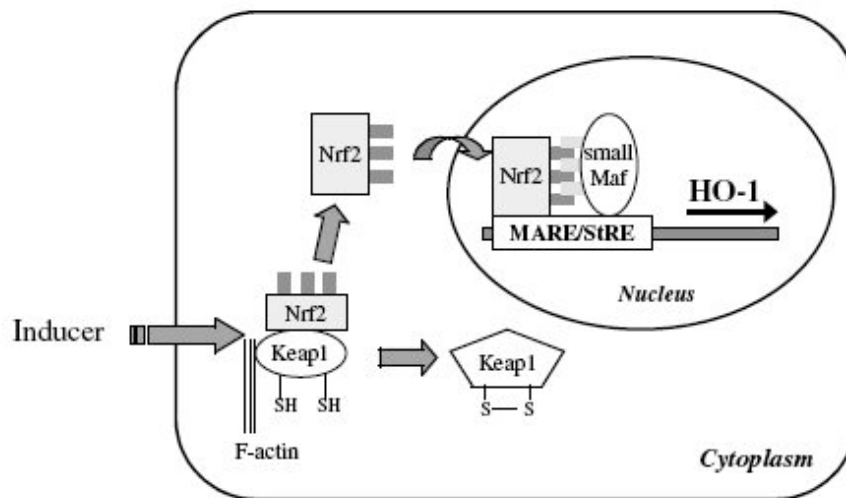 Nrf2
Nrf2
small
Maf
HO-1
MARE/StRE
Nucleus
Inducer
Nrf2
Keap1
SH SH
F-actin
Keap1
S — S
Cytoplasm